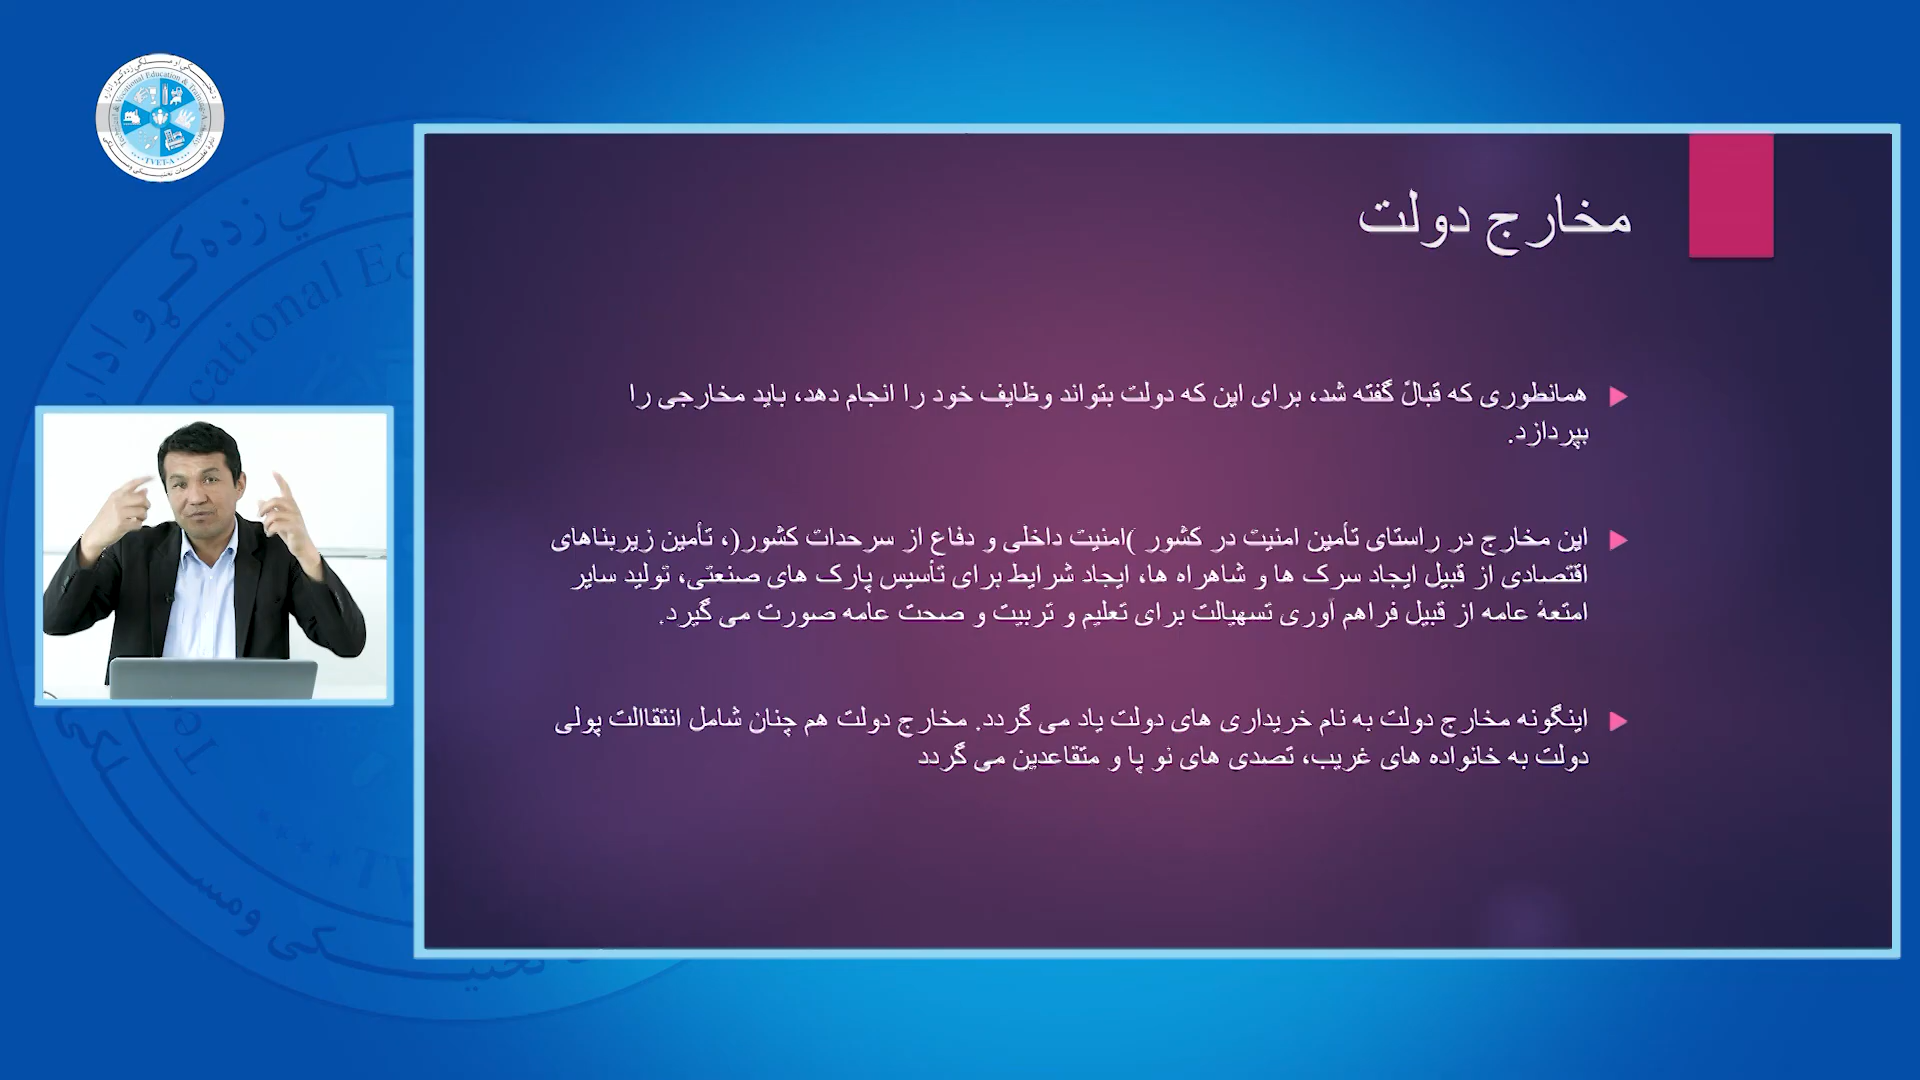 مخارج دولت
همانطوری که قبالً گفته شد، برای این که دولت بتواند وظایف خود را انجام دهد، باید مخارجی را
بپردازد.
این مخارج در راستای تأمین امنیت در کشور )امنیت داخلی و دفاع از سرحدات کشور(، تأمین زیربناهای
اقتصادی از قبیل ایجاد سرک ها و شاهراه ها، ایجاد شرایط برای تأسیس پارک های صنعتی، تولید سایر
امتعهٔ عامه از قبیل فراهم آوری تسهیالت برای تعلیم و تربیت و صحت عامه صورت می گیرد.
اینگونه مخارج دولت به نام خریداری های دولت یاد می گردد. مخارج دولت هم چنان شامل انتقاالت پولی
دولت به خانواده های غریب، تصدی های نو پا و متقاعدین می گردد
TVET-A